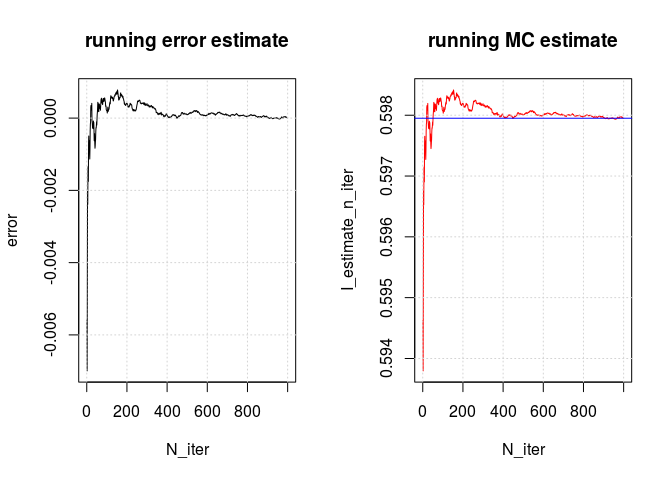 running error estimate
error
0.000
-0.002
-0.004
-0.006
0 200 400 600 800
N_iter
running MC estimate
I_estimate_n_iter
0.598
0.597
0.596
0.595
0.594
0 200 400 600 800
N_iter